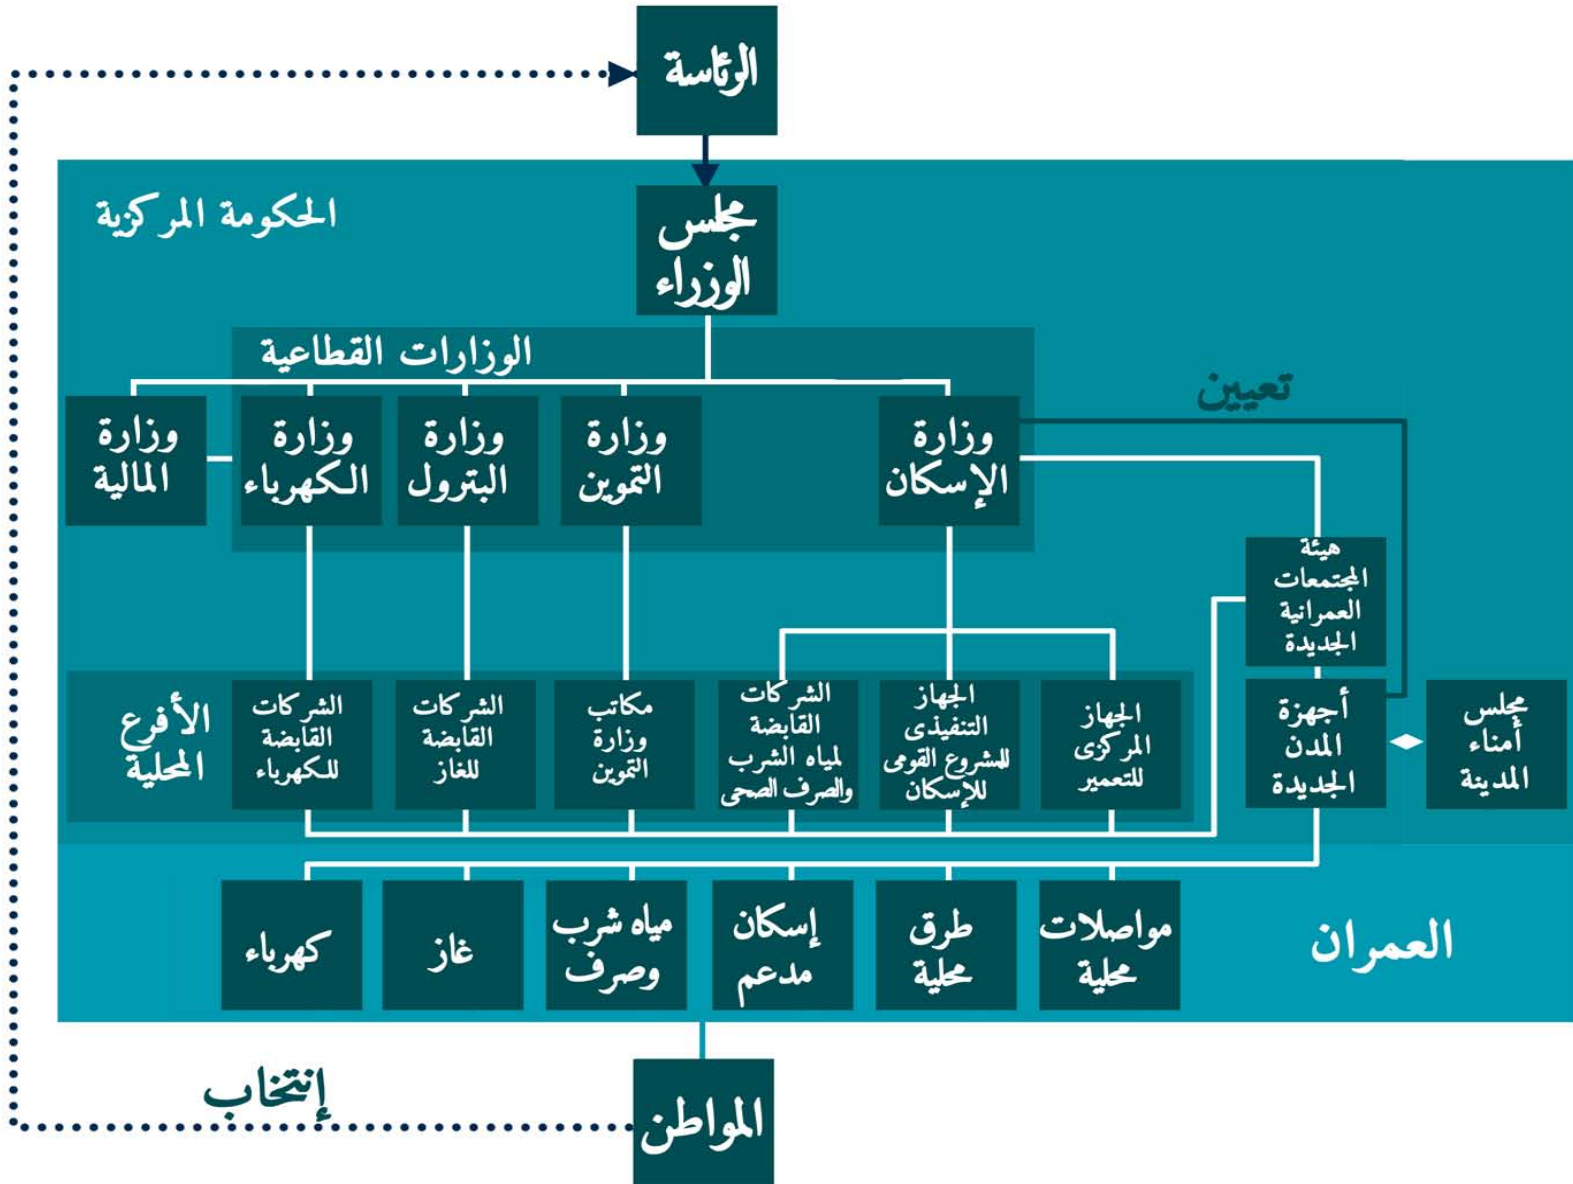 الرئاسة
الحكومة المركزية
مجلس
الوزراء
الوزارات القطاعية
تعيين
وزارة
الإسكان
وزارة
التموين
وزارة
البترول
وزارة
الكهرباء
وزارة
المالية
هيئة
المجتمعات
العمرانية
الجديدة
مجلس
أمناء
المدينة
أجهزة
المدن
الجديدة
الجهاز
المركزى
للتعمير
الجهاز
التنفيذى
للمشروع القومى
للإسكان
الشركات
القابضة
لمياه الشرب
والصرف الصحى
مكاتب
وزارة
التموين
الشركات
القابضة
للغاز
الشركات
القابضة
للكهرباء
الأفرع
المحلية
العمران
مواصلات
محلية
طرق
محلية
إسكان
مدعم
مياه شرب
وصرف
غاز
كهرباء
إنتخاب
المواطن